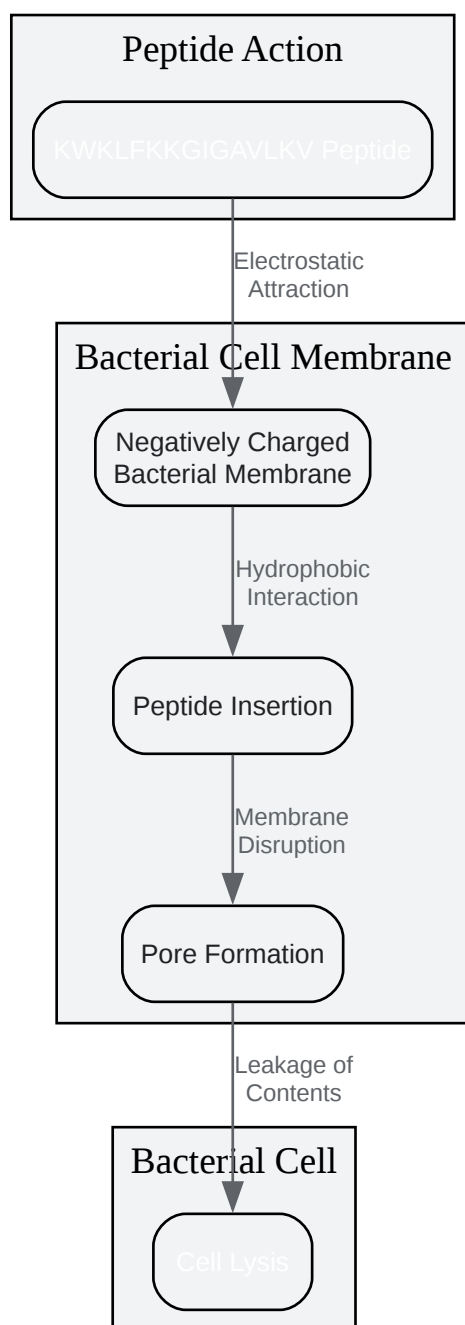 Peptide Action
KWKLFKKGIGAVLKV Peptide
Electrostatic
Attraction
Bacterial Cell Membrane
Negatively Charged
Bacterial Membrane
Hydrophobic
Interaction
Peptide Insertion
Membrane
Disruption
Pore Formation
Leakage of
Contents
Bacterial Cell
Cell Lysis